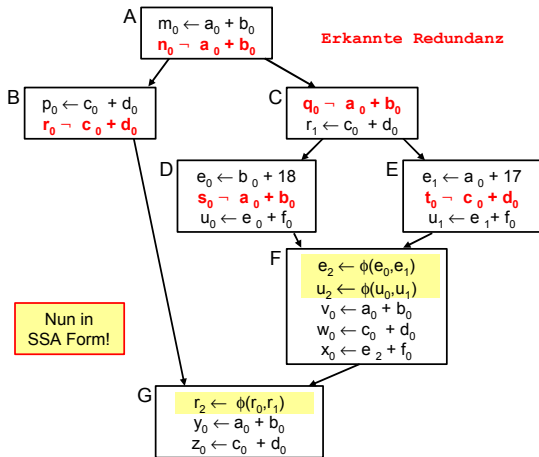 A
m₀ ← a₀ + b₀
n₀ ¬ a₀ + b₀
Erkannte Redundanz
B
p₀ ← c₀ + d₀
r₀ ¬ c₀ + d₀
C
q₀ ¬ a₀ + b₀
r₁ ← c₀ + d₀
D
e₀ ← b₀ + 18
s₀ ¬ a₀ + b₀
u₀ ← e₀ + f₀
E
e₁ ← a₀ + 17
t₀ ¬ c₀ + d₀
u₁ ← e₁ + f₀
F
e₂ ← ϕ(e₀,e₁)
u₂ ← ϕ(u₀,u₁)
v₀ ← a₀ + b₀
w₀ ← c₀ + d₀
x₀ ← e₂ + f₀
Nun in
SSA Form!
G
r₂ ← ϕ(r₀,r₁)
y₀ ← a₀ + b₀
z₀ ← c₀ + d₀